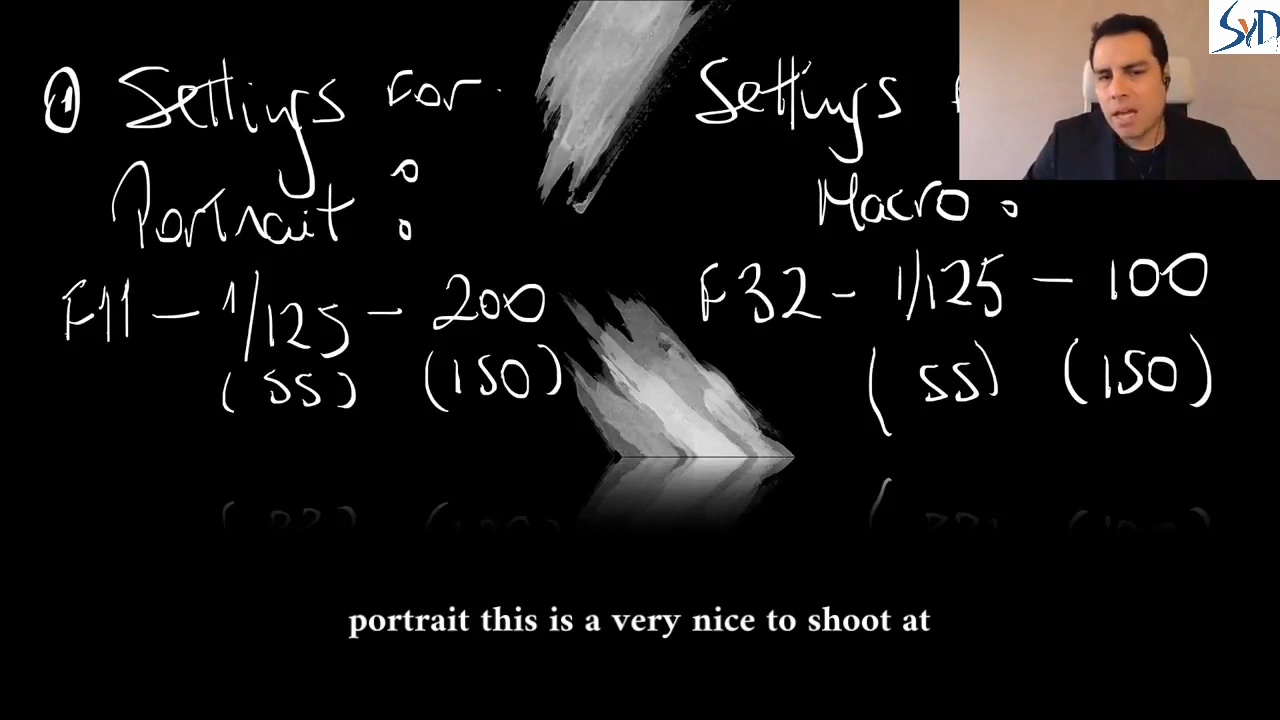 1 Settings For
Portrait :
F11 - 1/125 - 200
(55) (150)
Settings
Macro :
F32 - 1/125 - 100
(55) (150)
SYD
portrait this is a very nice to shoot at